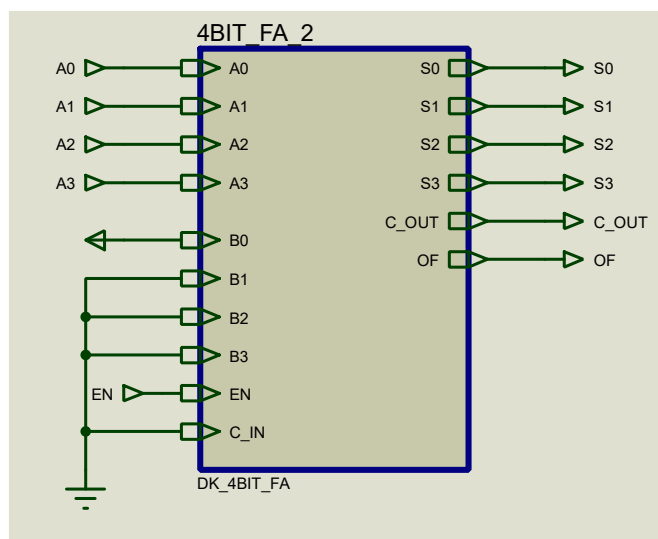 4BIT_FA_2
A0 A0 S0 S0
A1 A1 S1 S1
A2 A2 S2 S2
A3 A3 S3 S3
C_OUT C_OUT
B0
OF OF
B1
B2
B3
EN EN
C_IN
DK_4BIT_FA